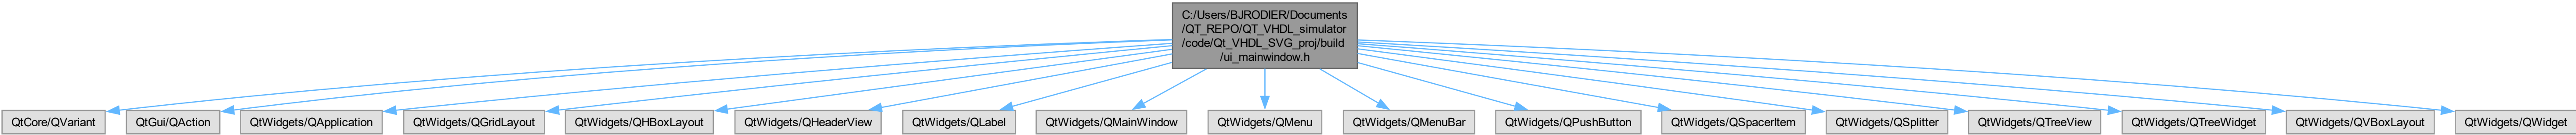 C:/Users/BJRODIER/Documents
/QT_REPO/QT_VHDL_simulator
/code/Qt_VHDL_SVG_proj/build
/ui_mainwindow.h
QtCore/QVariant
QtGui/QAction
QtWidgets/QApplication
QtWidgets/QGridLayout
QtWidgets/QHBoxLayout
QtWidgets/QHeaderView
QtWidgets/QLabel
QtWidgets/QMainWindow
QtWidgets/QMenu
QtWidgets/QMenuBar
QtWidgets/QPushButton
QtWidgets/QSpacerItem
QtWidgets/QSplitter
QtWidgets/QTreeView
QtWidgets/QTreeWidget
QtWidgets/QVBoxLayout
QtWidgets/QWidget